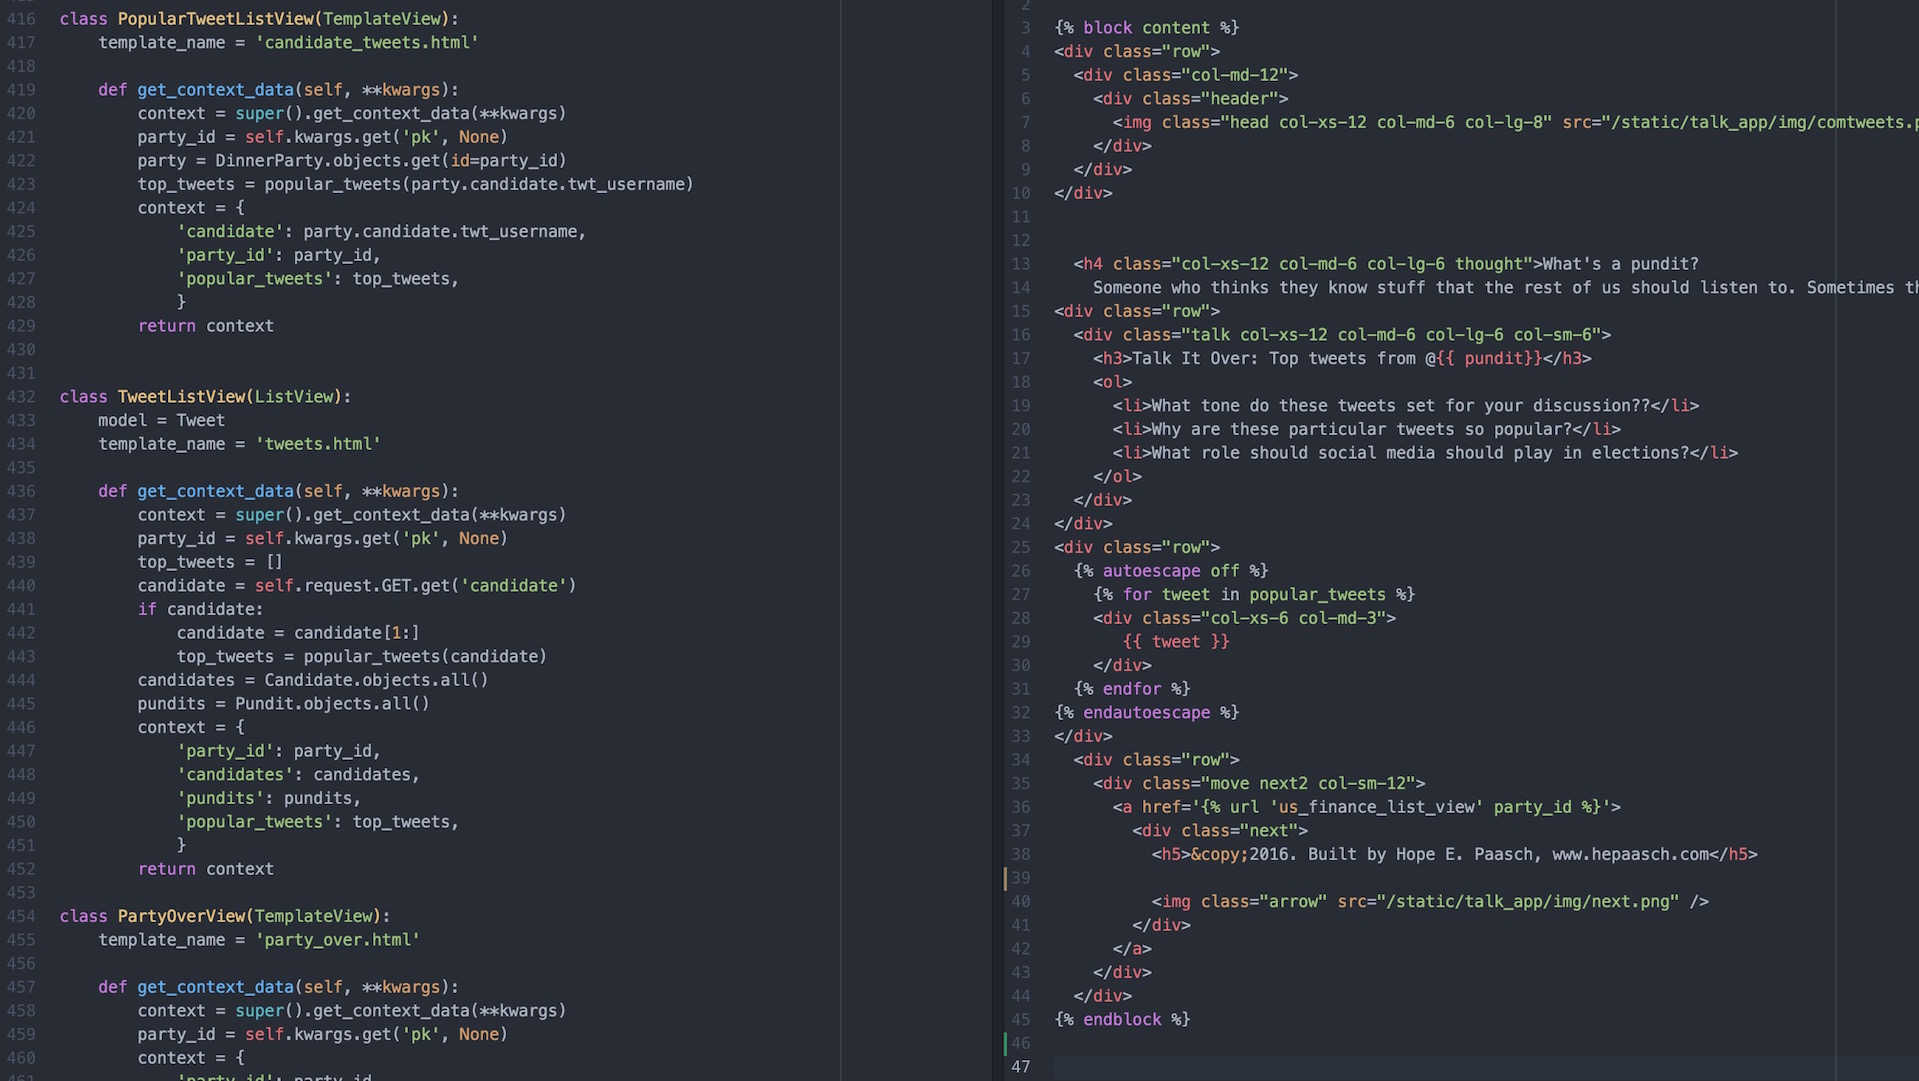 416 class PopularTweetListView(TemplateView):
417     template_name = 'candidate_tweets.html'
418
419     def get_context_data(self, **kwargs):
420         context = super().get_context_data(**kwargs)
421         party_id = self.kwargs.get('pk', None)
422         party = DinnerParty.objects.get(id=party_id)
423         top_tweets = popular_tweets(party.candidate.twt_username)
424         context = {
425             'candidate': party.candidate.twt_username,
426             'party_id': party_id,
427             'popular_tweets': top_tweets,
428             }
429         return context
430
431
432 class TweetListView(ListView):
433     model = Tweet
434     template_name = 'tweets.html'
435
436     def get_context_data(self, **kwargs):
437         context = super().get_context_data(**kwargs)
438         party_id = self.kwargs.get('pk', None)
439         top_tweets = []
440         candidate = self.request.GET.get('candidate')
441         if candidate:
442             candidate = candidate[1:]
443             top_tweets = popular_tweets(candidate)
444         candidates = Candidate.objects.all()
445         pundits = Pundit.objects.all()
446         context = {
447             'party_id': party_id,
448             'candidates': candidates,
449             'pundits': pundits,
450             'popular_tweets': top_tweets,
451             }
452         return context
453
454 class PartyOverView(TemplateView):
455     template_name = 'party_over.html'
456
457     def get_context_data(self, **kwargs):
458         context = super().get_context_data(**kwargs)
459         party_id = self.kwargs.get('pk', None)
460         context = {
461             'party_id': party_id
2
3 {% block content %}
4 <div class="row">
5   <div class="col-md-12">
6     <div class="header">
7       <img class="head col-xs-12 col-md-6 col-lg-8" src="/static/talk_app/img/comtweets.p
8     </div>
9   </div>
10 </div>
11
12
13   <h4 class="col-xs-12 col-md-6 col-lg-6 thought">What's a pundit?
14     Someone who thinks they know stuff that the rest of us should listen to. Sometimes th
15 <div class="row">
16   <div class="talk col-xs-12 col-md-6 col-lg-6 col-sm-6">
17     <h3>Talk It Over: Top tweets from @{{ pundit}}</h3>
18     <ol>
19       <li>What tone do these tweets set for your discussion??</li>
20       <li>Why are these particular tweets so popular?</li>
21       <li>What role should social media should play in elections?</li>
22     </ol>
23   </div>
24 </div>
25 <div class="row">
26   {% autoescape off %}
27     {% for tweet in popular_tweets %}
28     <div class="col-xs-6 col-md-3">
29        {{ tweet }}
30     </div>
31   {% endfor %}
32 {% endautoescape %}
33 </div>
34   <div class="row">
35     <div class="move next2 col-sm-12">
36       <a href='{% url 'us_finance_list_view' party_id %}'>
37         <div class="next">
38           <h5>&copy;2016. Built by Hope E. Paasch, www.hepaasch.com</h5>
39
40           <img class="arrow" src="/static/talk_app/img/next.png" />
41         </div>
42       </a>
43     </div>
44   </div>
45 {% endblock %}
46
47